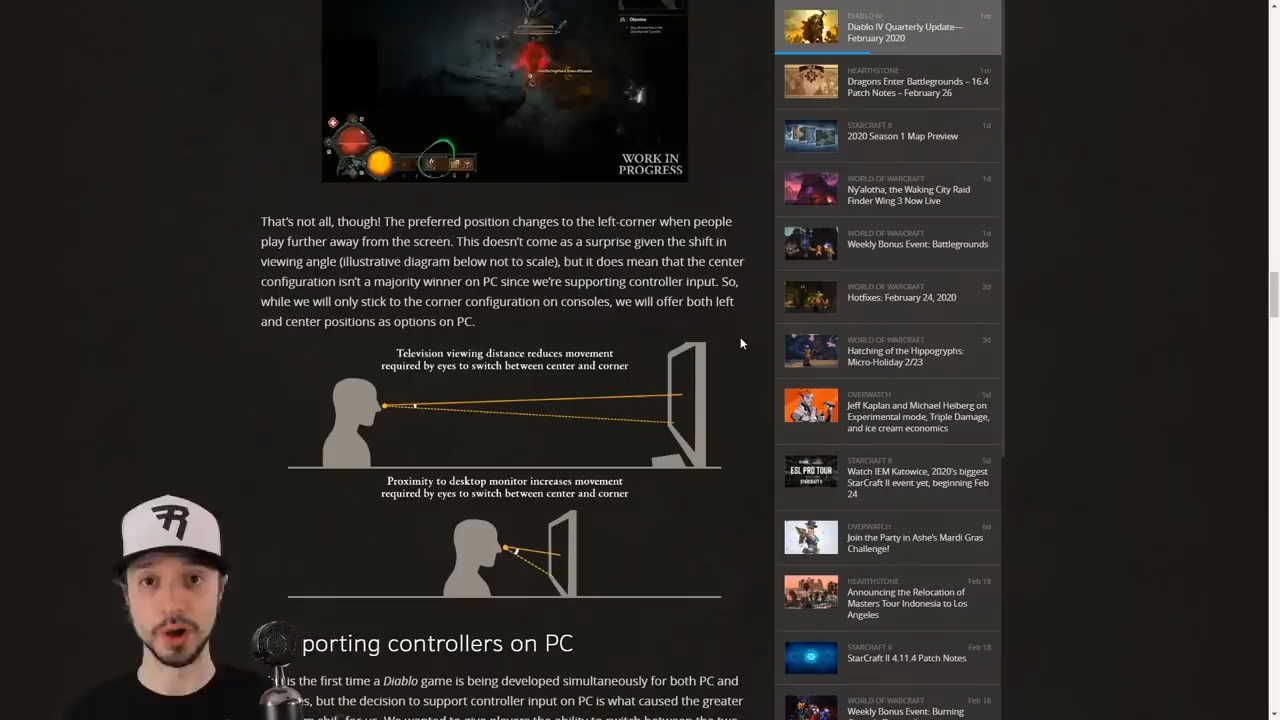 Objective
WORK IN
PROGRESS
That's not all, though! The preferred position changes to the left-corner when people
play further away from the screen. This doesn't come as a surprise given the shift in
viewing angle (illustrative diagram below not to scale), but it does mean that the center
configuration isn't a majority winner on PC since we're supporting controller input. So,
while we will only stick to the corner configuration on consoles, we will offer both left
and center positions as options on PC.
Television viewing distance reduces movement
required by eyes to switch between center and corner
Proximity to desktop monitor increases movement
required by eyes to switch between center and corner
porting controllers on PC
is the first time a Diablo game is being developed simultaneously for both PC and
s, but the decision to support controller input on PC is what caused the greater
DIABLO IV 1m
Diablo IV Quarterly Update—
February 2020
HEARTHSTONE 1m
Dragons Enter Battlegrounds – 16.4
Patch Notes – February 26
STARCRAFT II 1d
2020 Season 1 Map Preview
WORLD OF WARCRAFT 1d
Ny'alotha, the Waking City Raid
Finder Wing 3 Now Live
WORLD OF WARCRAFT 1d
Weekly Bonus Event: Battlegrounds
WORLD OF WARCRAFT 2d
Hotfixes: February 24, 2020
WORLD OF WARCRAFT 3d
Hatching of the Hippogryphs:
Micro-Holiday 2/23
OVERWATCH 5d
Jeff Kaplan and Michael Heiberg on
Experimental mode, Triple Damage,
and ice cream economics
ESL PRO TOUR
STARCRAFT II
STARCRAFT II 5d
Watch IEM Katowice, 2020's biggest
StarCraft II event yet, beginning Feb
24
OVERWATCH 6d
Join the Party in Ashe's Mardi Gras
Challenge!
HEARTHSTONE Feb 18
Announcing the Relocation of
Masters Tour Indonesia to Los
Angeles
STARCRAFT II Feb 18
StarCraft II 4.11.4 Patch Notes
WORLD OF WARCRAFT Feb 18
Weekly Bonus Event: Burning